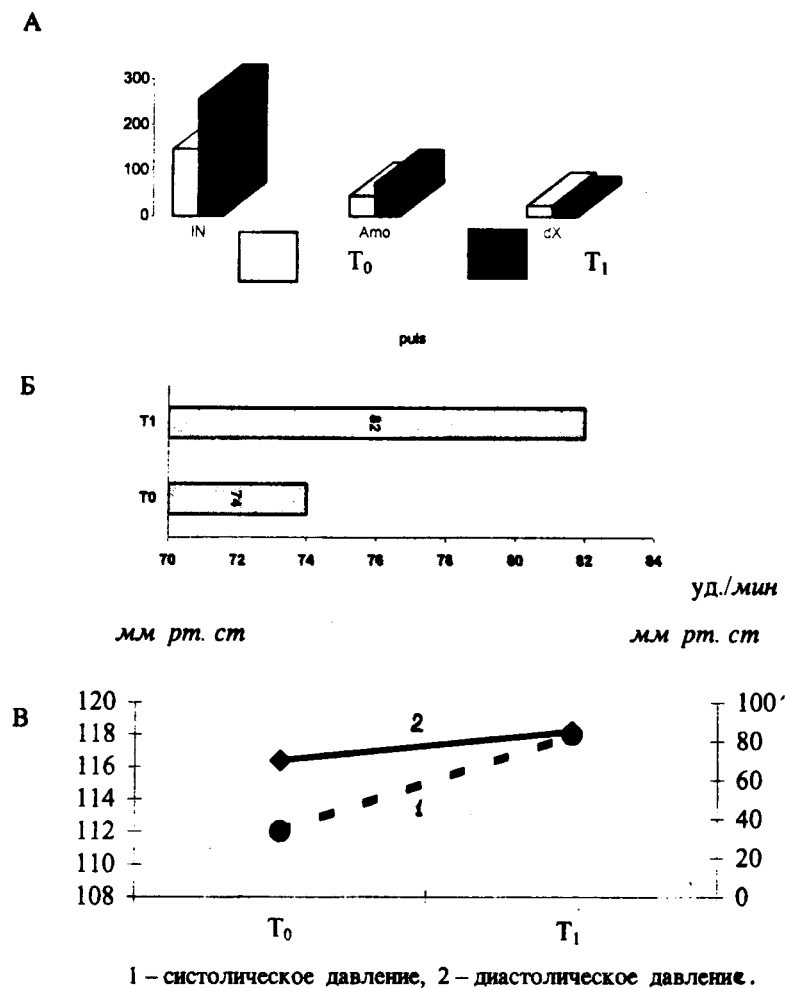 А
300
200
100
0
IN Amo dX
T₀ T₁
puls
Б
T1 82
T0 74
70 72 74 76 78 80 82 84
уд./мин
мм рт. ст мм рт. ст
В
120 100
118 80
116 60
114 40
112 20
110 0
108
2
1
T₀ T₁
1 – систолическое давление, 2 – диастолическое давление.